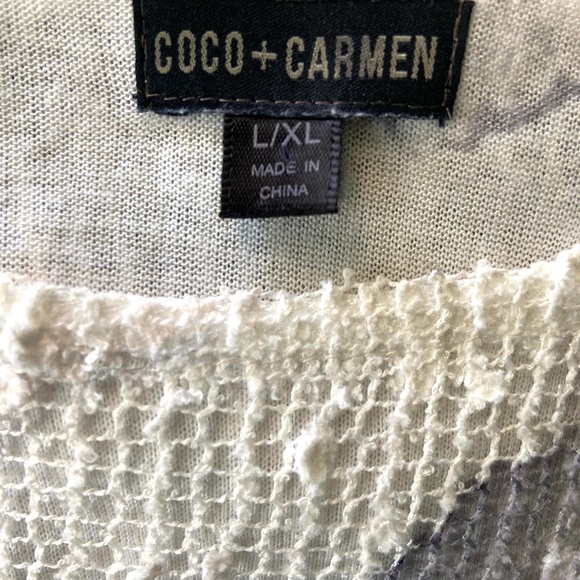 COCO + CARMEN
L/XL
MADE IN
CHINA